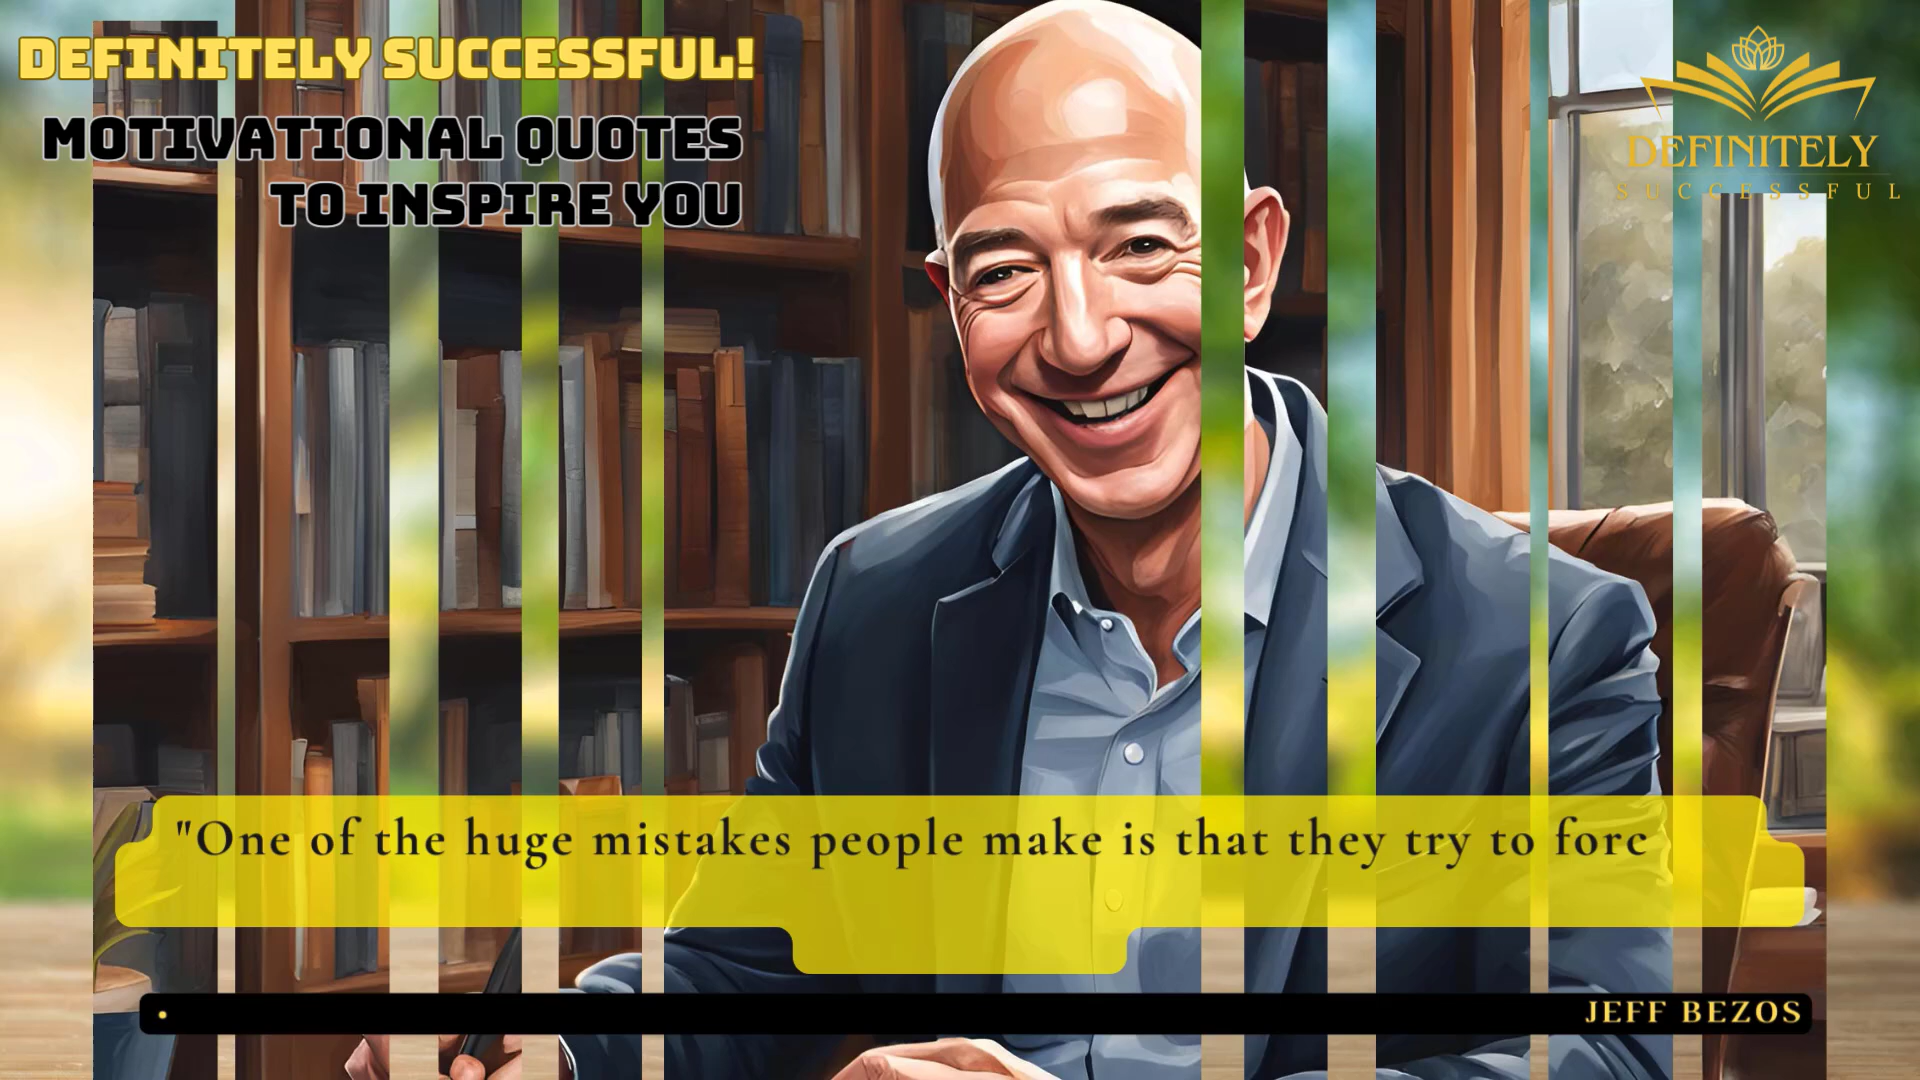 DEFINITELY SUCCESSFUL!
MOTIVATIONAL QUOTES
TO INSPIRE YOU
DEFINITELY
SUCCESSFUL
"One of the huge mistakes people make is that they try to forc
JEFF BEZOS